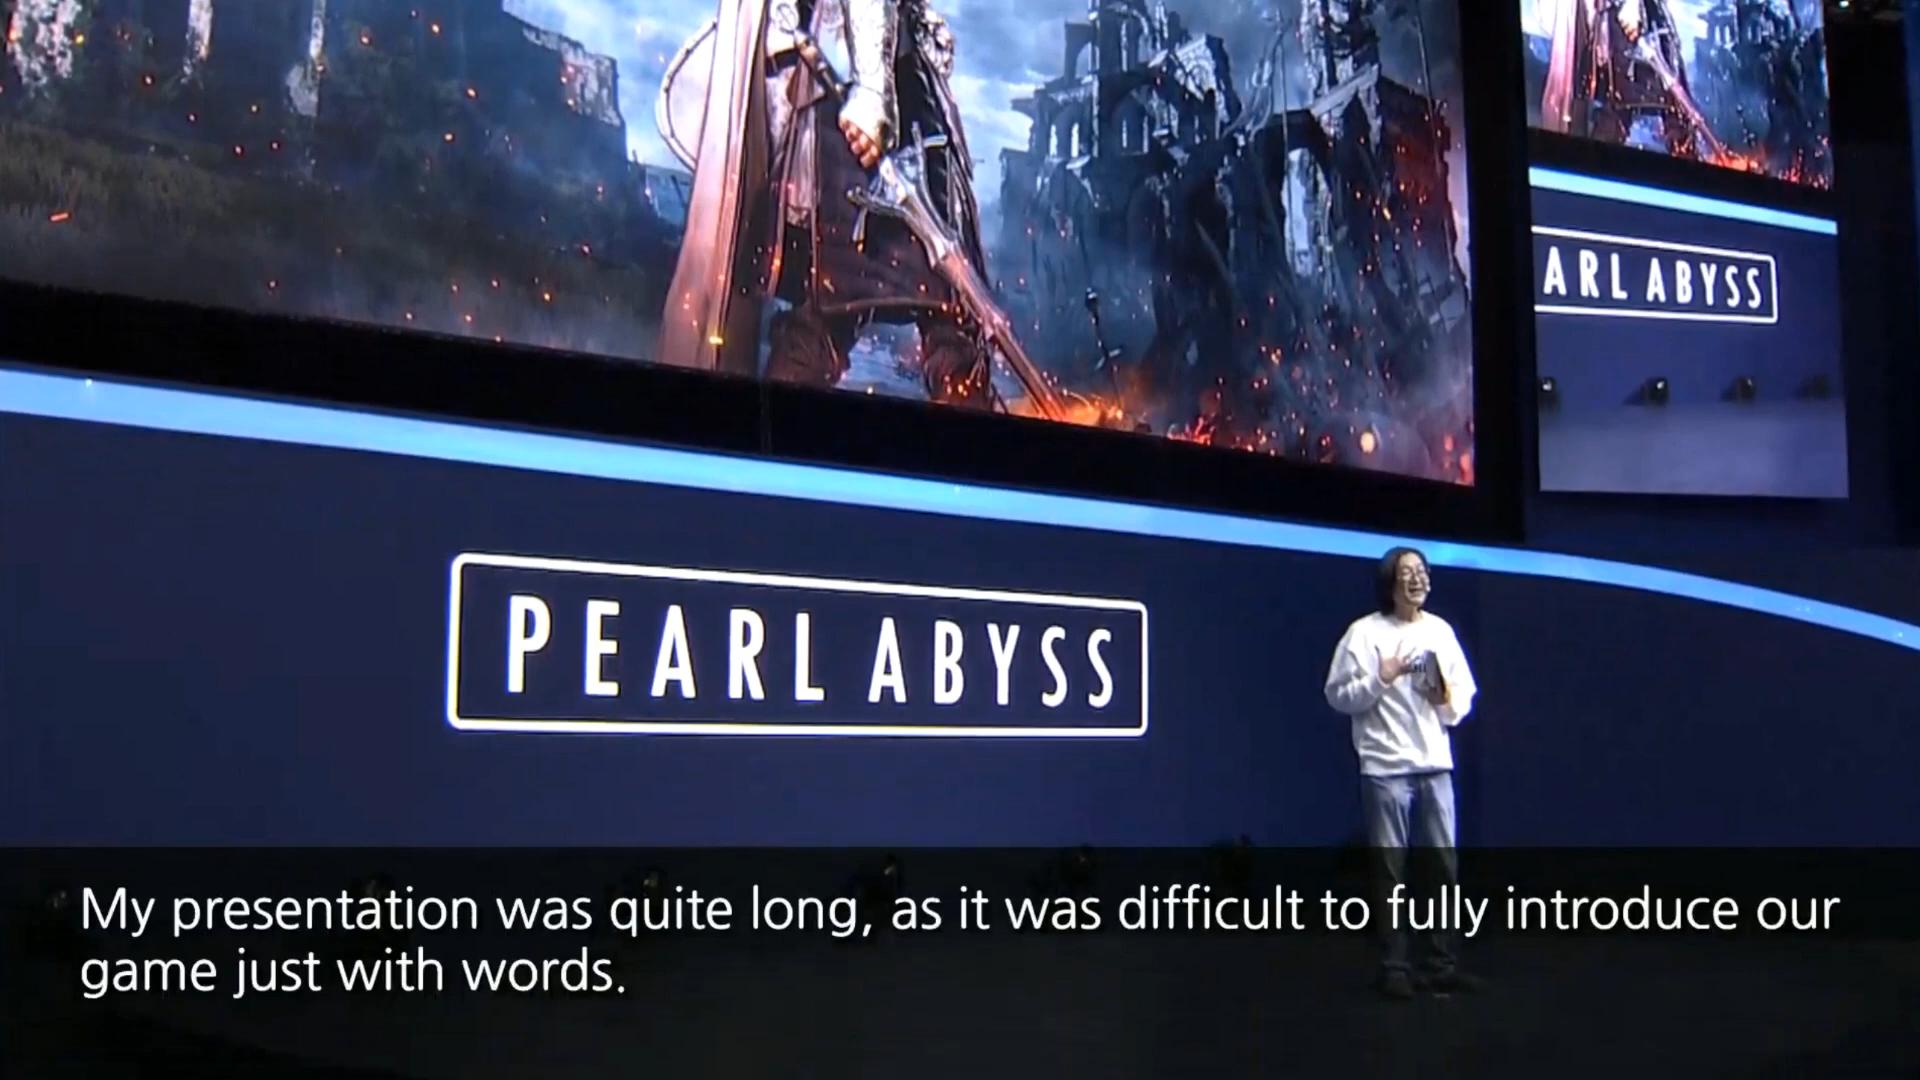 ARL ABYSS
PEARL ABYSS
My presentation was quite long, as it was difficult to fully introduce our
game just with words.